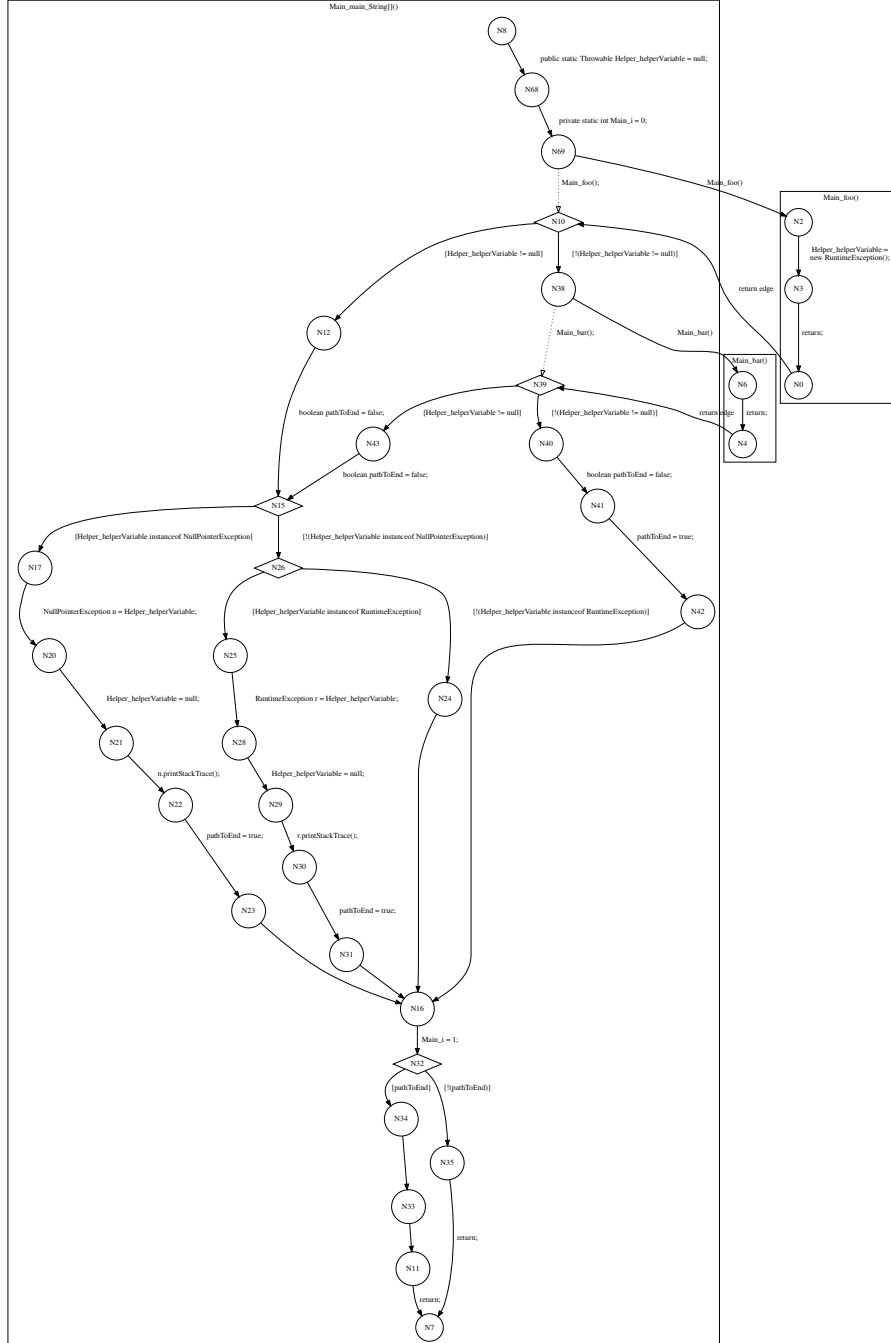 Main_main_String[]()
N8
public static Throwable Helper_helperVariable = null;
N68
private static int Main_i = 0;
N69
Main_foo();
Main_foo()
Main_foo()
N10
N2
[Helper_helperVariable != null]
[!(Helper_helperVariable != null)]
Helper_helperVariable =
new RuntimeException();
return edge
N38
N3
N12
Main_bar();
Main_bar()
return;
Main_bar()
N39
N6
N0
boolean pathToEnd = false;
[Helper_helperVariable != null]
[!(Helper_helperVariable != null)]
return edge
return;
N43
N40
N4
boolean pathToEnd = false;
boolean pathToEnd = false;
N15
N41
[Helper_helperVariable instanceof NullPointerException]
[!(Helper_helperVariable instanceof NullPointerException)]
pathToEnd = true;
N17
N26
NullPointerException n = Helper_helperVariable;
[Helper_helperVariable instanceof RuntimeException]
[!(Helper_helperVariable instanceof RuntimeException)]
N42
N20
N25
Helper_helperVariable = null;
RuntimeException r = Helper_helperVariable;
N24
N21
N28
n.printStackTrace();
Helper_helperVariable = null;
N22
N29
pathToEnd = true;
r.printStackTrace();
N30
N23
pathToEnd = true;
N31
N16
Main_i = 1;
N32
[pathToEnd]
[!(pathToEnd)]
N34
N35
N33
return;
N11
return;
N7